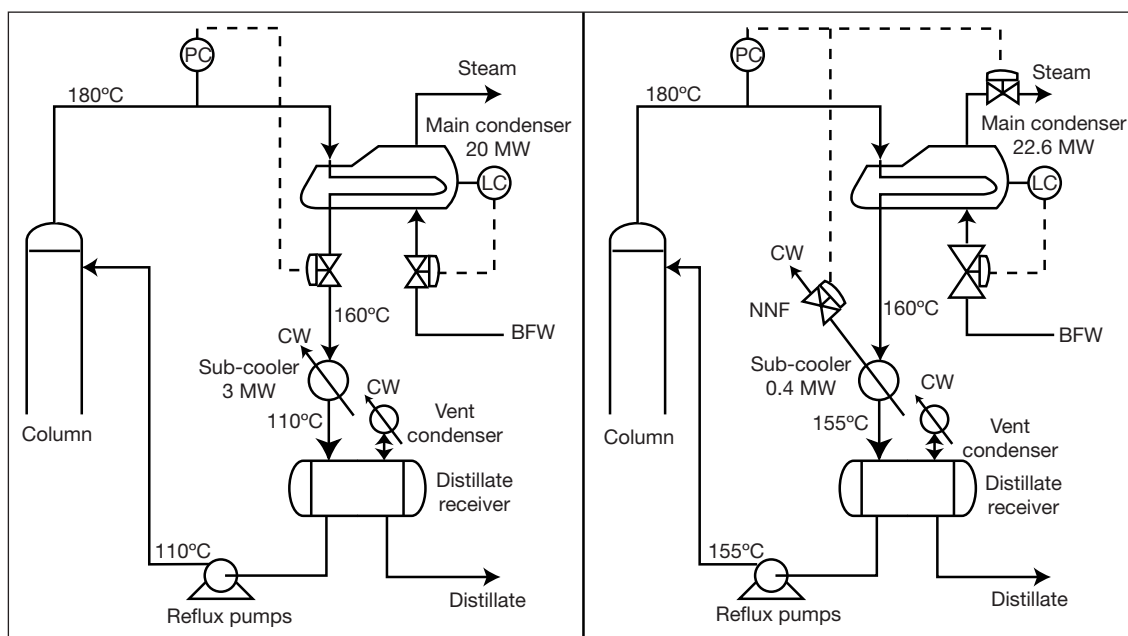 PC
180ºC
Steam
Main condenser
20 MW
LC
160ºC
BFW
CW
Sub-cooler
3 MW
CW
110ºC
Vent
condenser
Column
Distillate
receiver
110ºC
Distillate
Reflux pumps
PC
180ºC
Steam
Main condenser
22.6 MW
LC
CW
NNF
160ºC
BFW
Sub-cooler
0.4 MW
CW
155ºC
Vent
condenser
Column
Distillate
receiver
155ºC
Distillate
Reflux pumps